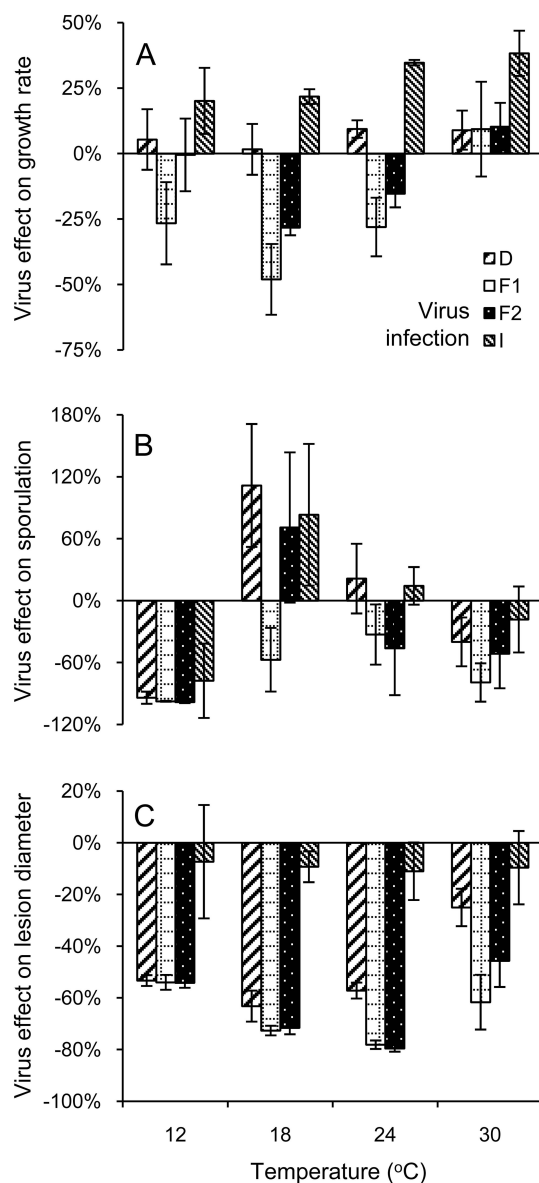 A
Virus effect on growth rate
50%
25%
0%
-25%
-50%
-75%
Virus infection
D
F1
F2
I
B
Virus effect on sporulation
180%
120%
60%
0%
-60%
-120%
C
Virus effect on lesion diameter
20%
0%
-20%
-40%
-60%
-80%
-100%
12 18 24 30
Temperature (°C)